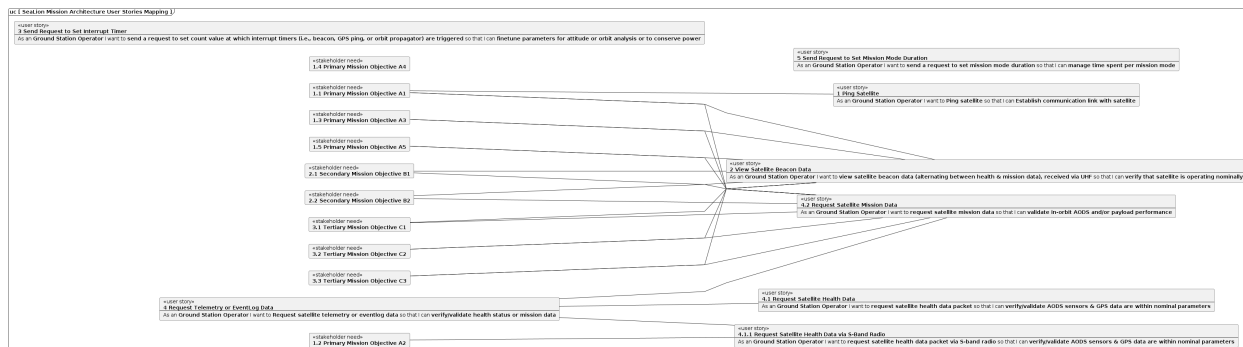 uc [ SeaLion Mission Architecture User Stories Mapping ]
«user story»
3 Send Request to Set Interrupt Timer
As an Ground Station Operator I want to send a request to set count value at which interrupt timers (i.e., beacon, GPS ping, or orbit propagator) are triggered so that I can finetune parameters for attitude or orbit analysis or to conserve power
«user story»
5 Send Request to Set Mission Mode Duration
As an Ground Station Operator I want to send a request to set mission mode duration so that I can manage time spent per mission mode
«stakeholder need»
1.4 Primary Mission Objective A4
«stakeholder need»
1.1 Primary Mission Objective A1
«user story»
1 Ping Satellite
As an Ground Station Operator I want to Ping satellite so that I can Establish communication link with satellite
«stakeholder need»
1.3 Primary Mission Objective A3
«stakeholder need»
1.5 Primary Mission Objective A5
«user story»
2 View Satellite Beacon Data
As an Ground Station Operator I want to view satellite beacon data (alternating between health & mission data), received via UHF so that I can verify that satellite is operating nominally
«stakeholder need»
2.1 Secondary Mission Objective B1
«stakeholder need»
2.2 Secondary Mission Objective B2
«user story»
4.2 Request Satellite Mission Data
As an Ground Station Operator I want to request satellite mission data so that I can validate in-orbit AODS and/or payload performance
«stakeholder need»
3.1 Tertiary Mission Objective C1
«stakeholder need»
3.2 Tertiary Mission Objective C2
«stakeholder need»
3.3 Tertiary Mission Objective C3
«user story»
4 Request Telemetry or EventLog Data
As an Ground Station Operator I want to Request satellite telemetry or eventlog data so that I can verify/validate health status or mission data
«user story»
4.1 Request Satellite Health Data
As an Ground Station Operator I want to request satellite health data packet so that I can verify/validate AODS sensors & GPS data are within nominal parameters
«user story»
4.1.1 Request Satellite Health Data via S-Band Radio
As an Ground Station Operator I want to request satellite health data packet via S-band radio so that I can verify/validate AODS sensors & GPS data are within nominal parameters
«stakeholder need»
1.2 Primary Mission Objective A2